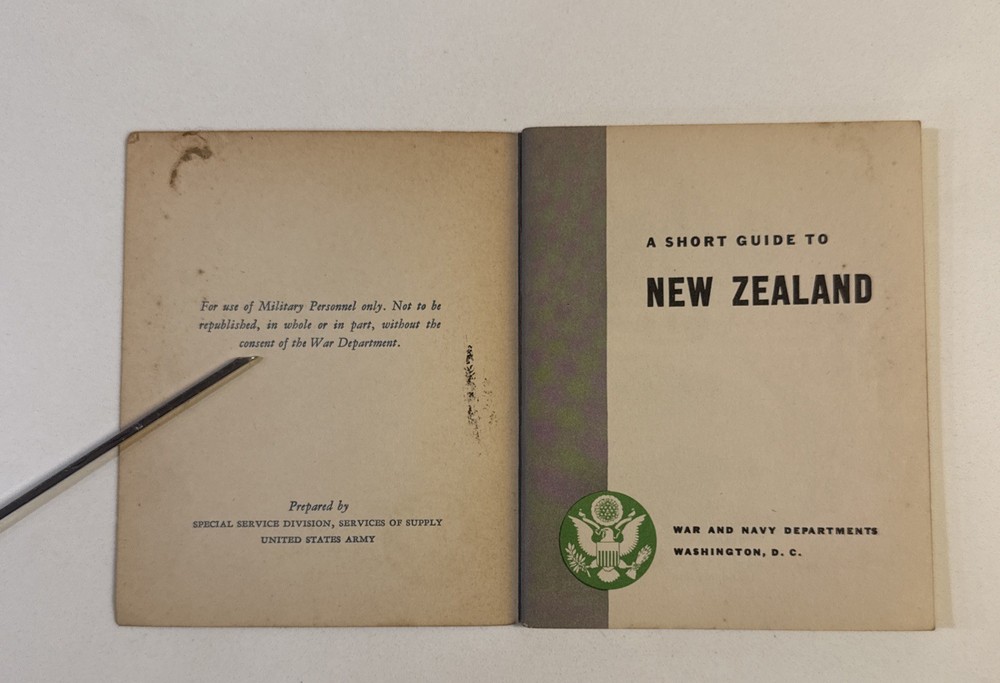 For use of Military Personnel only. Not to be
republished, in whole or in part, without the
consent of the War Department.
Prepared by
SPECIAL SERVICE DIVISION, SERVICES OF SUPPLY
UNITED STATES ARMY
A SHORT GUIDE TO
NEW ZEALAND
WAR AND NAVY DEPARTMENTS
WASHINGTON, D. C.